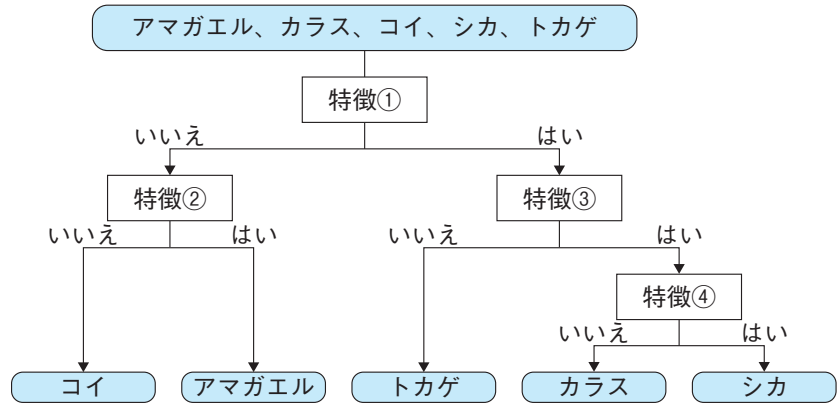 アマガエル、カラス、コイ、シカ、トカゲ
特徴①
いいえ
はい
特徴②
特徴③
いいえ
はい
いいえ
はい
特徴④
いいえ
はい
コイ
アマガエル
トカゲ
カラス
シカ